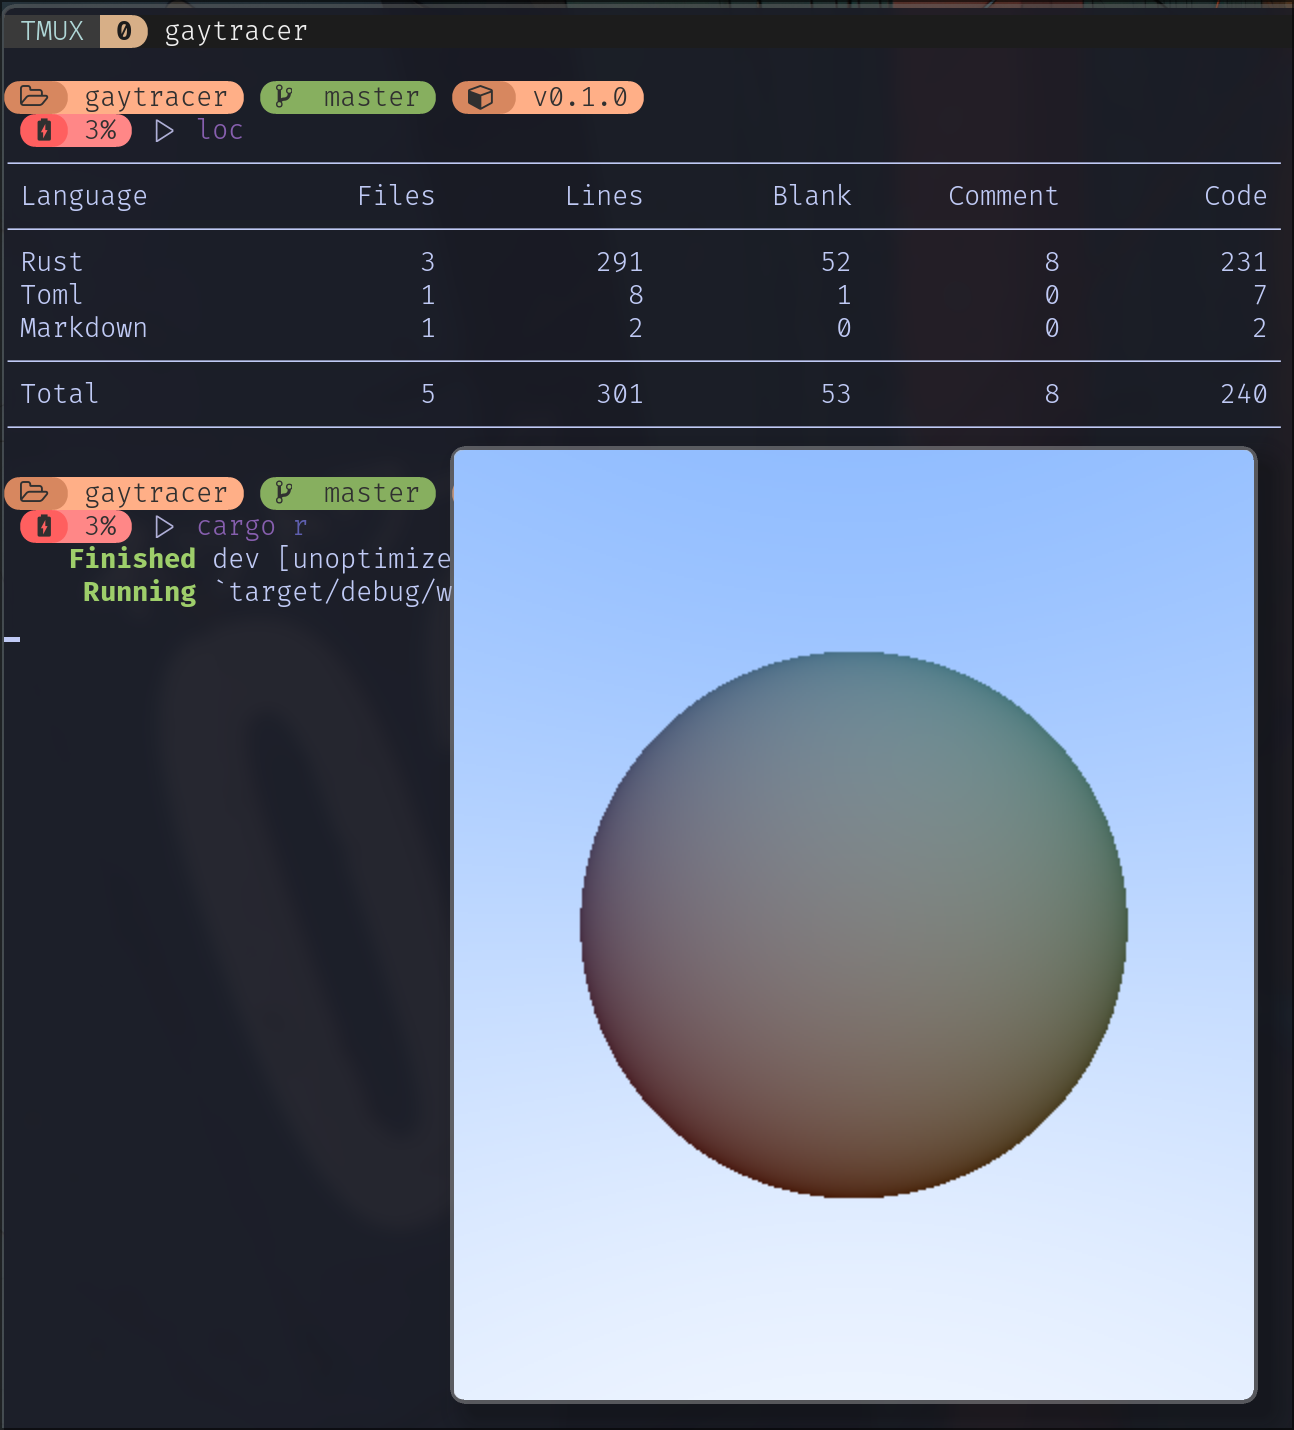 TMUX 0 gaytracer
gaytracer master v0.1.0
3% ▷ loc
Language Files Lines Blank Comment Code
Rust 3 291 52 8 231
Toml 1 8 1 0 7
Markdown 1 2 0 0 2
Total 5 301 53 8 240
gaytracer master
3% ▷ cargo r
Finished dev [unoptimize
Running `target/debug/w